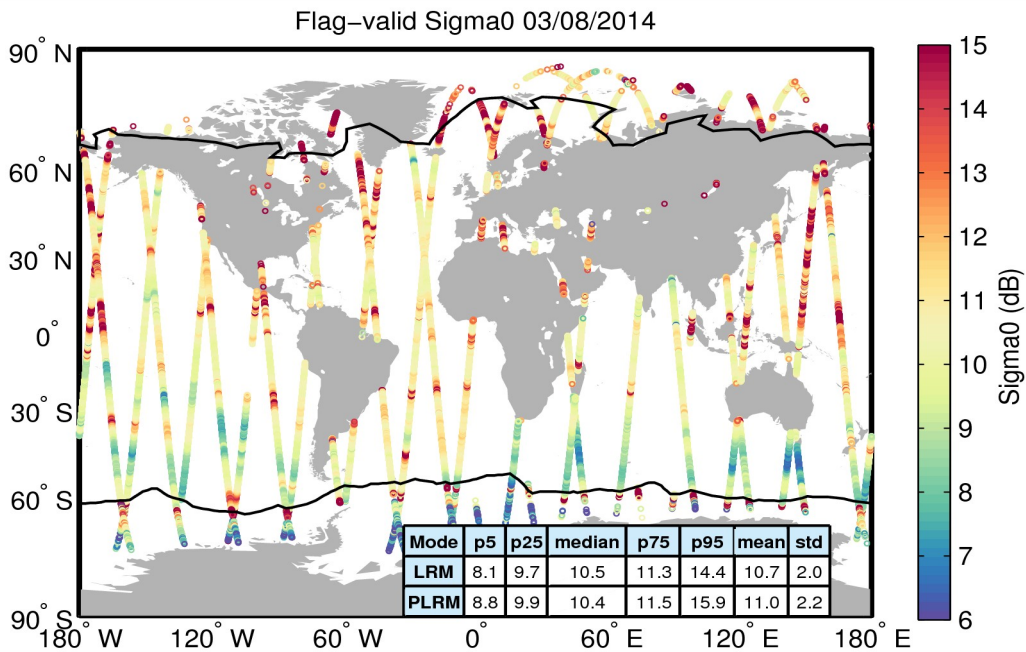 Flag−valid Sigma0 03/08/2014
90° N
60° N
30° N
0°
30° S
60° S
90° S
180° W
120° W
60° W
0°
60° E
120° E
180° E
Mode p5 p25 median p75 p95 mean std
LRM 8.1 9.7 10.5 11.3 14.4 10.7 2.0
PLRM 8.8 9.9 10.4 11.5 15.9 11.0 2.2
15
14
13
12
11
10
9
8
7
6
Sigma0 (dB)